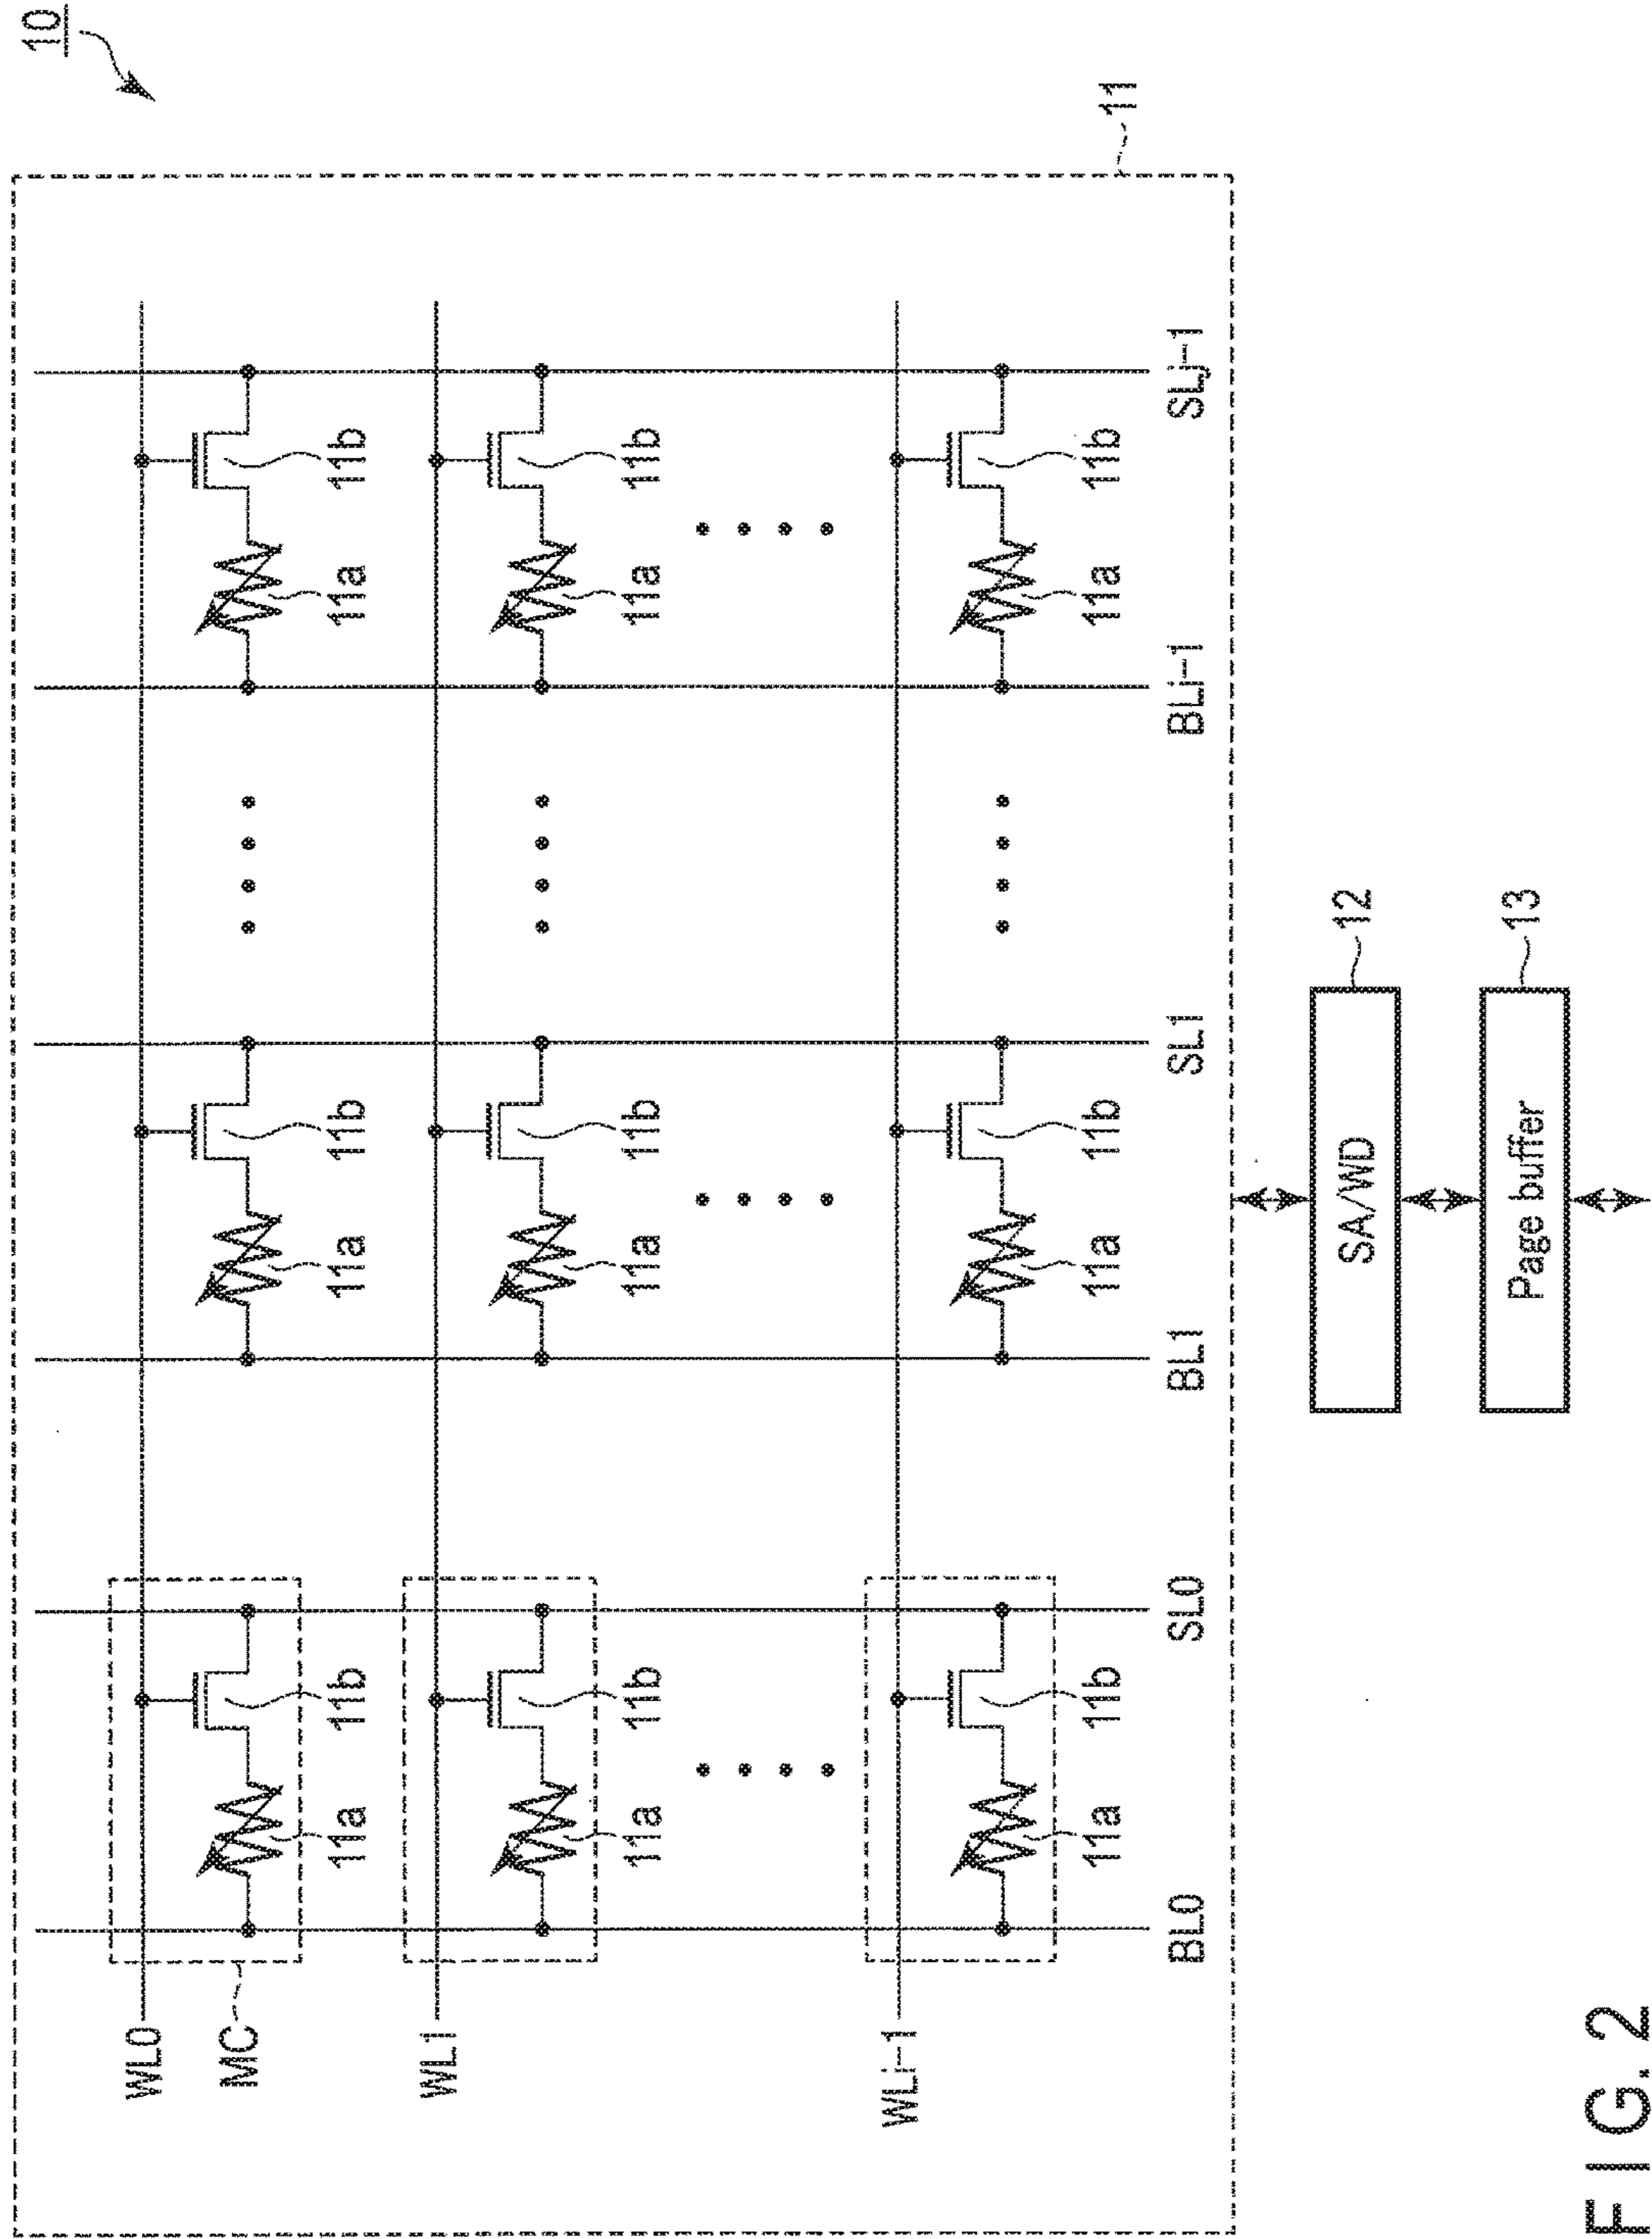 10
WL0
MC
11a 11b 11a 11b 11a 11b
WL1
11a 11b 11a 11b 11a 11b
WLi-1
11a 11b 11a 11b 11a 11b
11
BL0 SL0 BL1 SL1 BLj-1 SLj-1
SA/WD 12
Page buffer 13
FIG. 2